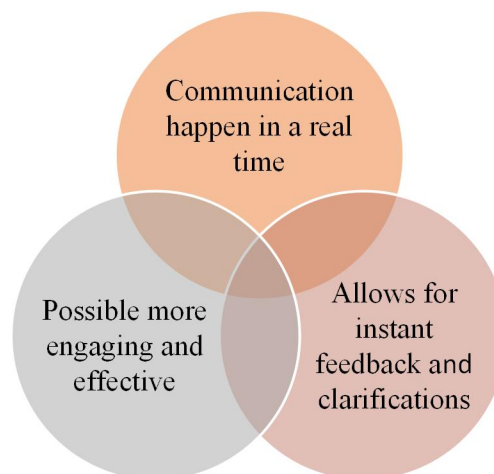 Communication
happen in a real
time
Possible more
engaging and
effective
Allows for
instant
feedback and
clarifications